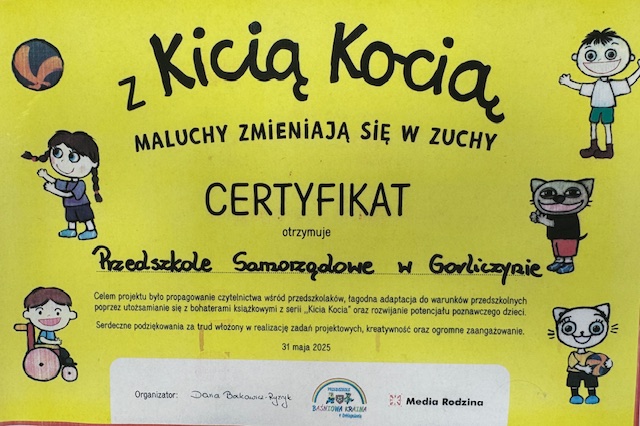 z Kicią Kocią
MALUCHY ZMIENIAJĄ SIĘ W ZUCHY
CERTYFIKAT
otrzymuje
Przedszkole Samorządowe w Gorliczynie
Celem projektu było propagowanie czytelnictwa wśród przedszkolaków, łagodna adaptacja do warunków przedszkolnych
poprzez utożsamianie się z bohaterami książkowymi z serii „Kicia Kocia” oraz rozwijanie potencjału poznawczego dzieci.
Serdeczne podziękowania za trud włożony w realizację zadań projektowych, kreatywność oraz ogromne zaangażowanie.
31 maja 2025
Organizator:
PRZEDSZKOLE
BAŚNIOWA KRAINA
Media Rodzina